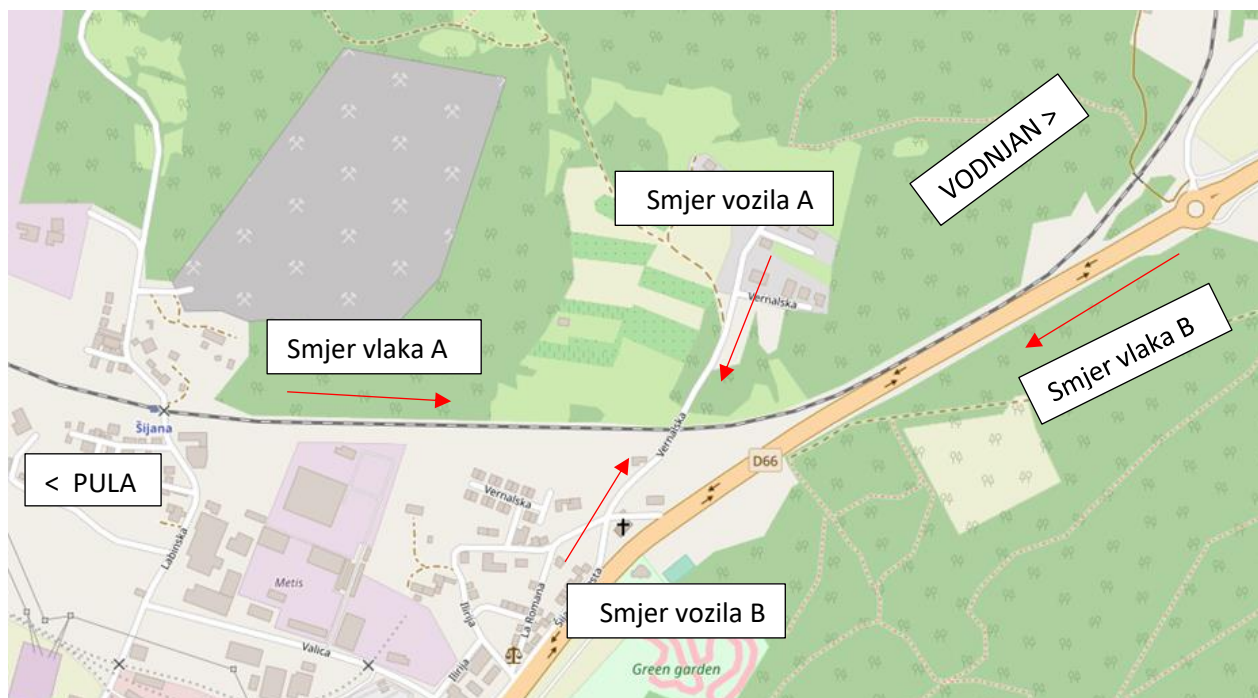 VODNJAN >
Smjer vozila A
Vernalska
Smjer vlaka A
Smjer vlaka B
Šijana
Vernalska
D66
< PULA
Vernalska
Labinska
Metis
Ilirija
La Romana
Smjer vozila B
Valica
Ilirija
Green garden